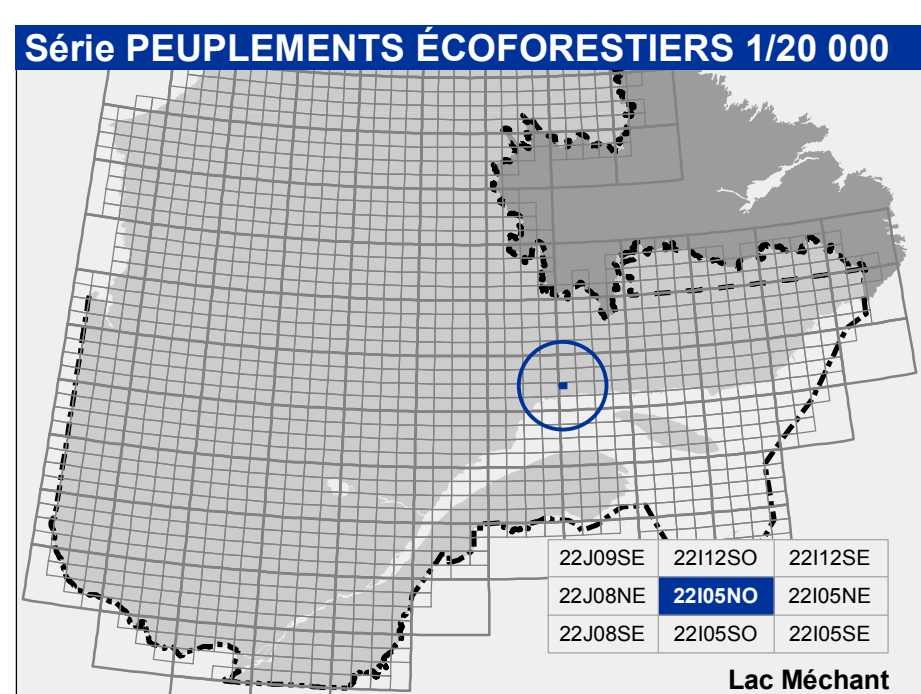 Série PEUPLEMENTS ÉCOFORESTIERS 1/20 000
22J09SE 22I12SO 22I12SE
22J08NE 22I05NO 22I05NE
22J08SE 22I05SO 22I05SE
Lac Méchant